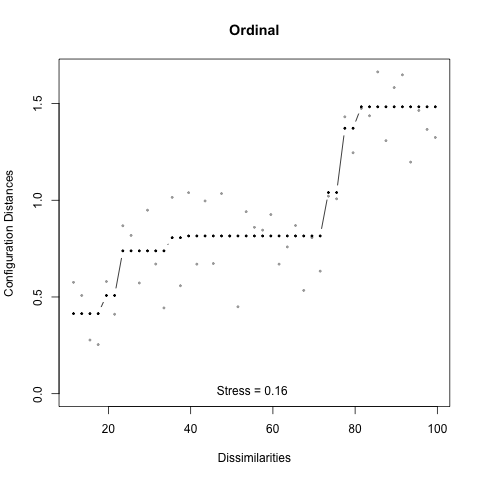 Ordinal
Configuration Distances
1.5
1.0
0.5
0.0
Stress = 0.16
20 40 60 80 100
Dissimilarities